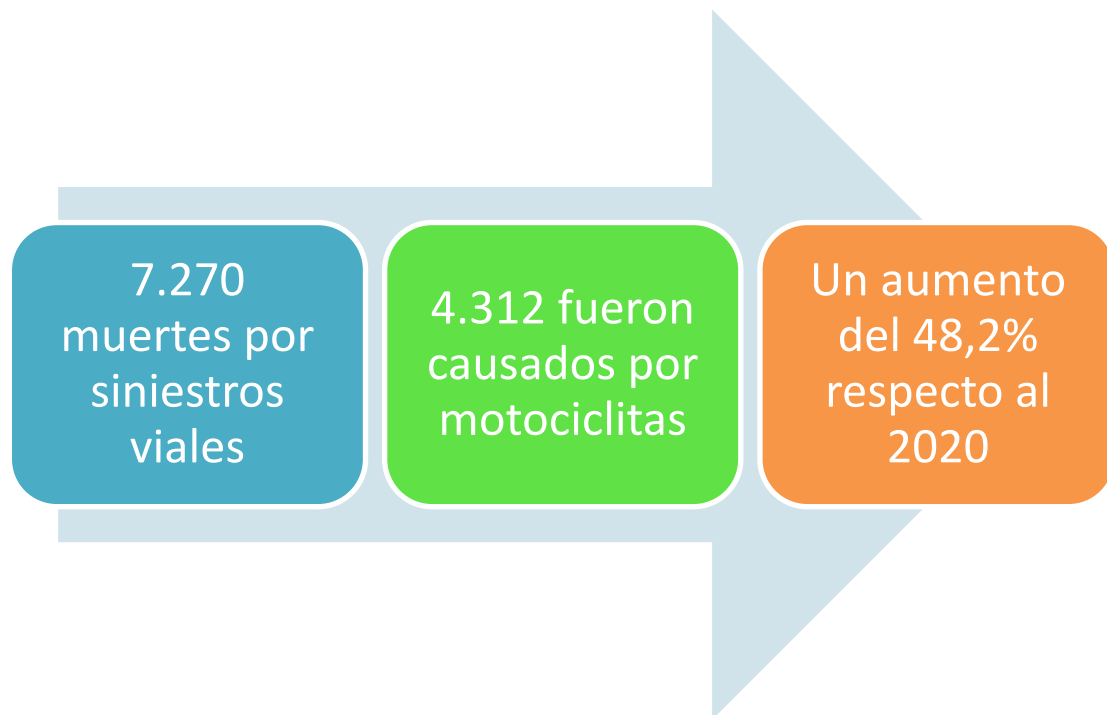 7.270
muertes por
siniestros
viales
4.312 fueron
causados por
motociclitas
Un aumento
del 48,2%
respecto al
2020